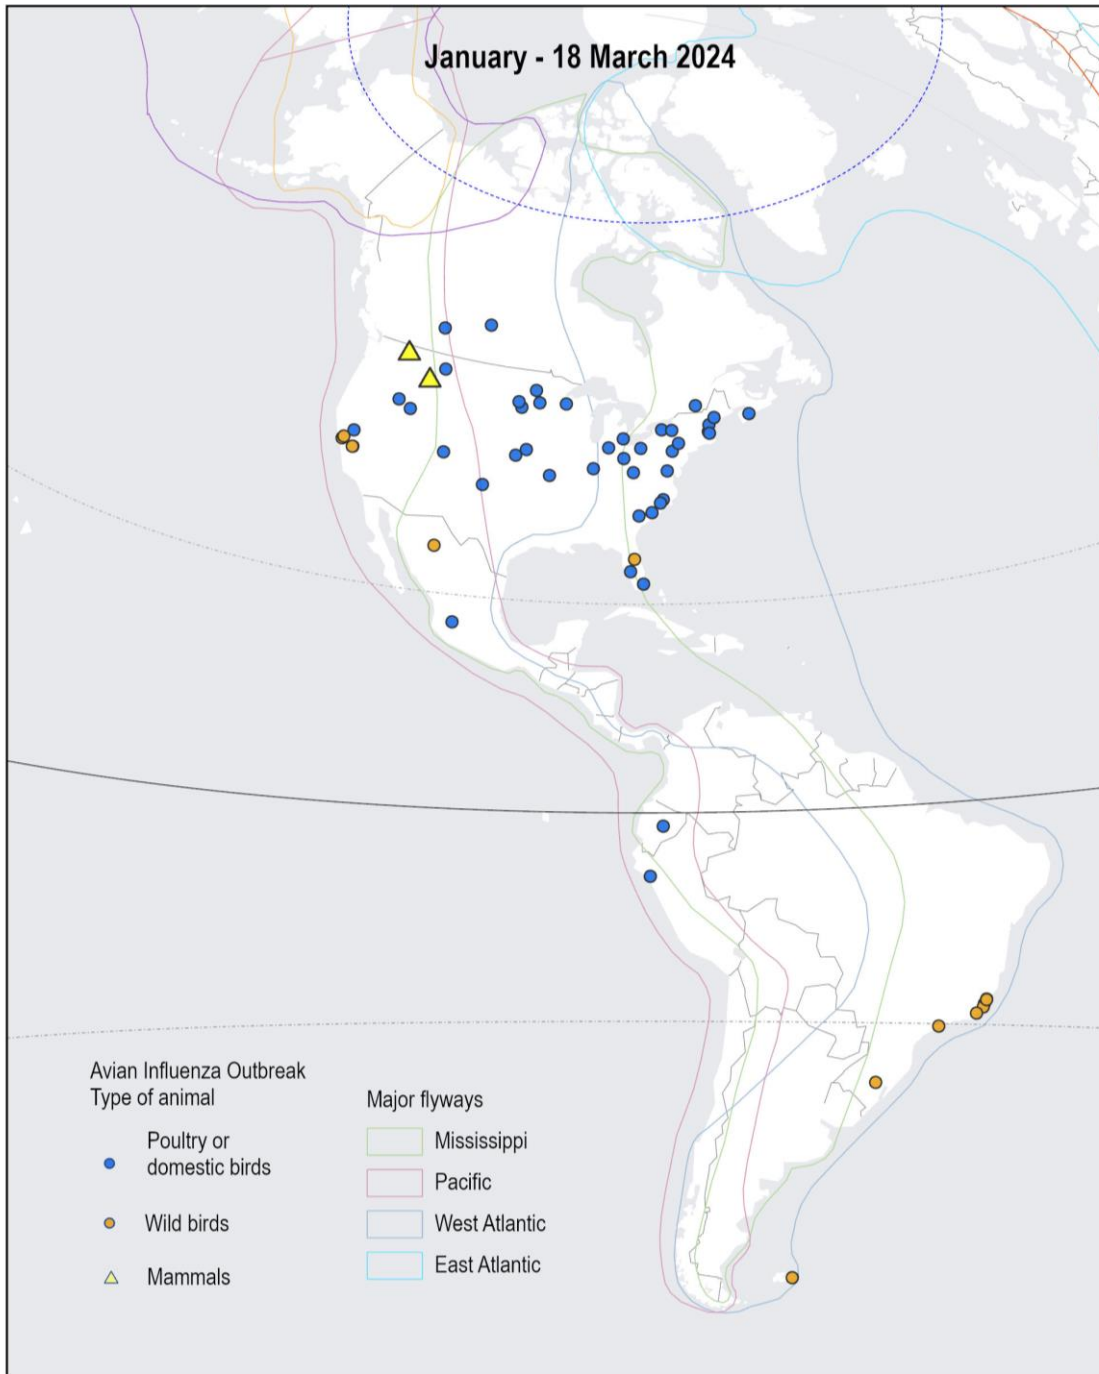 January - 18 March 2024
Avian Influenza Outbreak
Type of animal
Poultry or
domestic birds
Wild birds
Mammals
Major flyways
Mississippi
Pacific
West Atlantic
East Atlantic